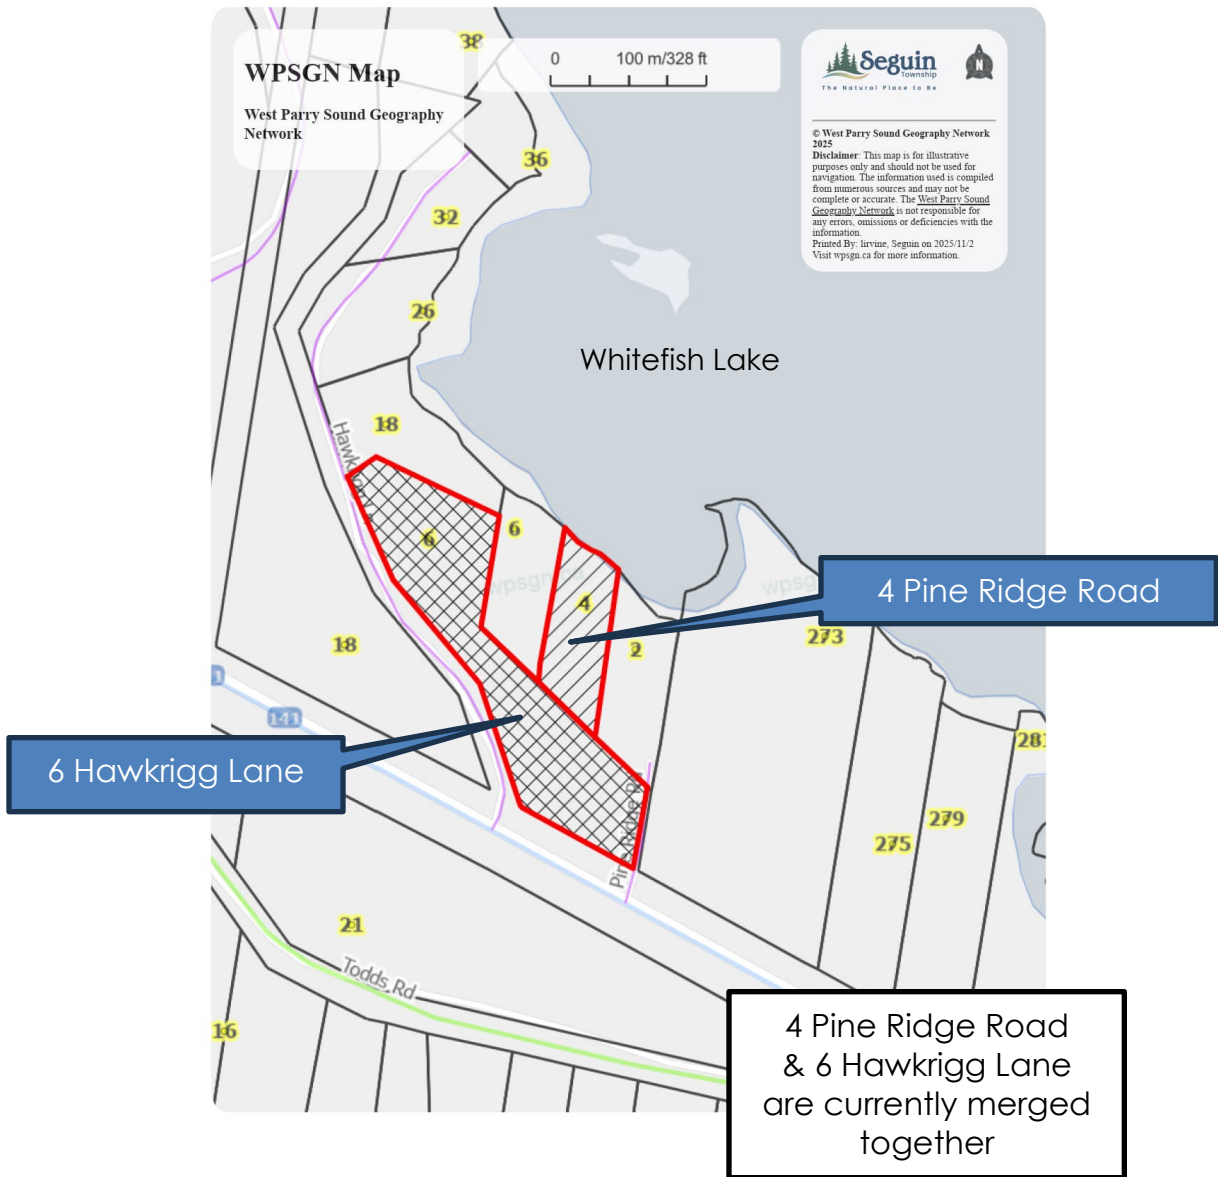 WPSGN Map
West Parry Sound Geography
Network
0 100 m/328 ft
Seguin
Township
The Natural Place to Be
N
© West Parry Sound Geography Network
2025
Disclaimer: This map is for illustrative
purposes only and should not be used for
navigation. The information used is compiled
from numerous sources and may not be
complete or accurate. The West Parry Sound
Geography Network is not responsible for
any errors, omissions or deficiencies with the
information.
Printed By: lirvine, Seguin on 2025/11/2
Visit wpsgn.ca for more information.
38
36
32
26
Whitefish Lake
18
6
6
wpsgn.ca
4
4 Pine Ridge Road
18
2
273
141
6 Hawkrigg Lane
281
279
275
Pine Ridge Rd
21
Todds Rd
16
4 Pine Ridge Road
& 6 Hawkrigg Lane
are currently merged
together